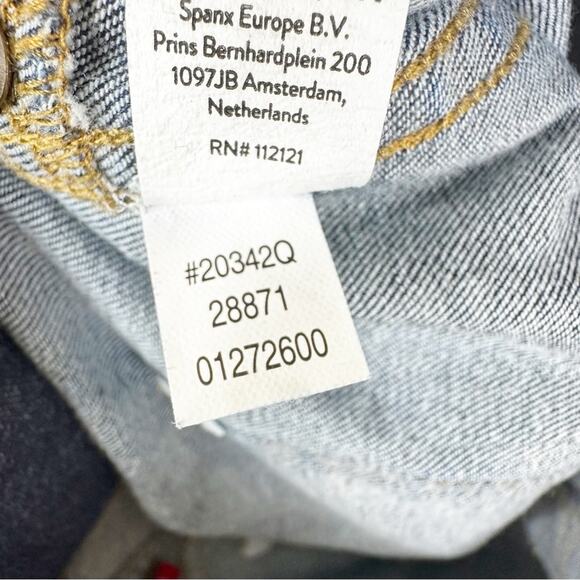 Spanx Europe B.V.
Prins Bernhardplein 200
1097JB Amsterdam,
Netherlands
RN# 112121
#20342Q
28871
01272600